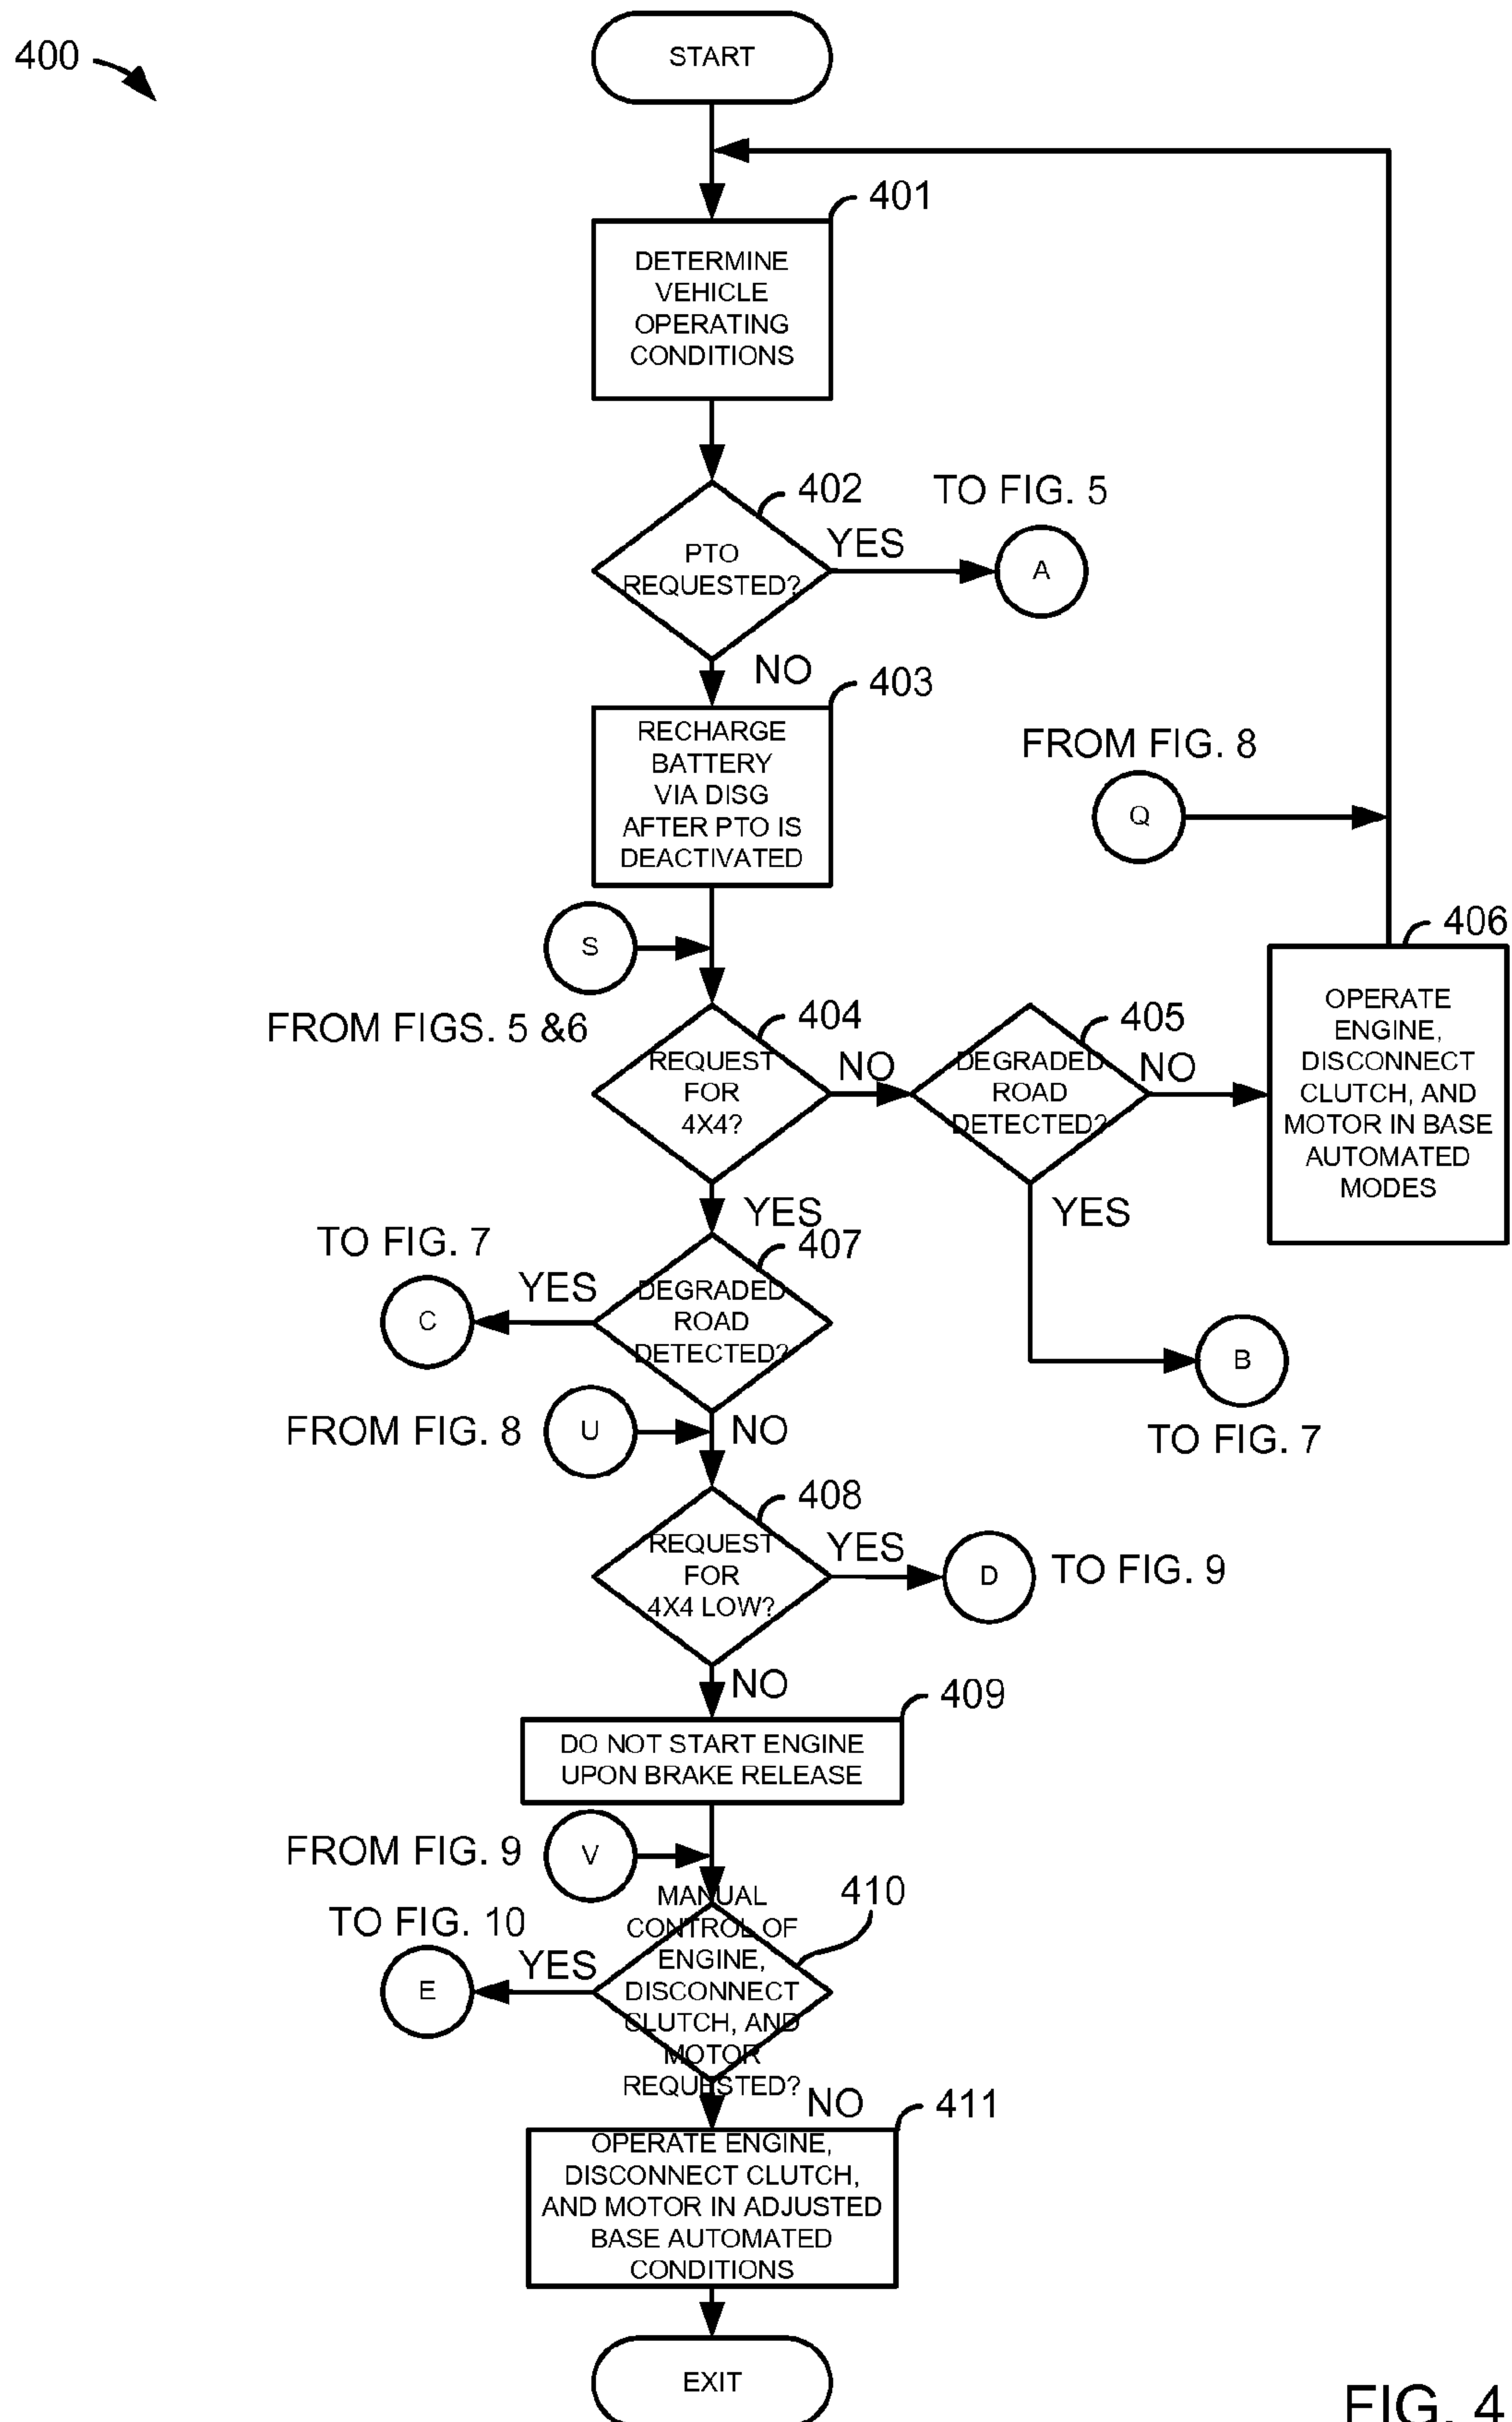 400
START
401
DETERMINE
VEHICLE
OPERATING
CONDITIONS
402
TO FIG. 5
PTO
REQUESTED?
YES
A
NO
403
RECHARGE
BATTERY
VIA DISG
AFTER PTO IS
DEACTIVATED
FROM FIG. 8
Q
S
FROM FIGS. 5 &6
404
REQUEST
FOR
4X4?
NO
405
DEGRADED
ROAD
DETECTED?
NO
406
OPERATE
ENGINE,
DISCONNECT
CLUTCH, AND
MOTOR IN BASE
AUTOMATED
MODES
YES
YES
B
TO FIG. 7
407
TO FIG. 7
C
YES
DEGRADED
ROAD
DETECTED?
FROM FIG. 8
U
NO
408
REQUEST
FOR
4X4 LOW?
YES
D
TO FIG. 9
NO
409
DO NOT START ENGINE
UPON BRAKE RELEASE
FROM FIG. 9
V
410
TO FIG. 10
E
YES
MANUAL
CONTROL OF
ENGINE,
DISCONNECT
CLUTCH, AND
MOTOR
REQUESTED?
NO
411
OPERATE ENGINE,
DISCONNECT CLUTCH,
AND MOTOR IN ADJUSTED
BASE AUTOMATED
CONDITIONS
EXIT
FIG. 4